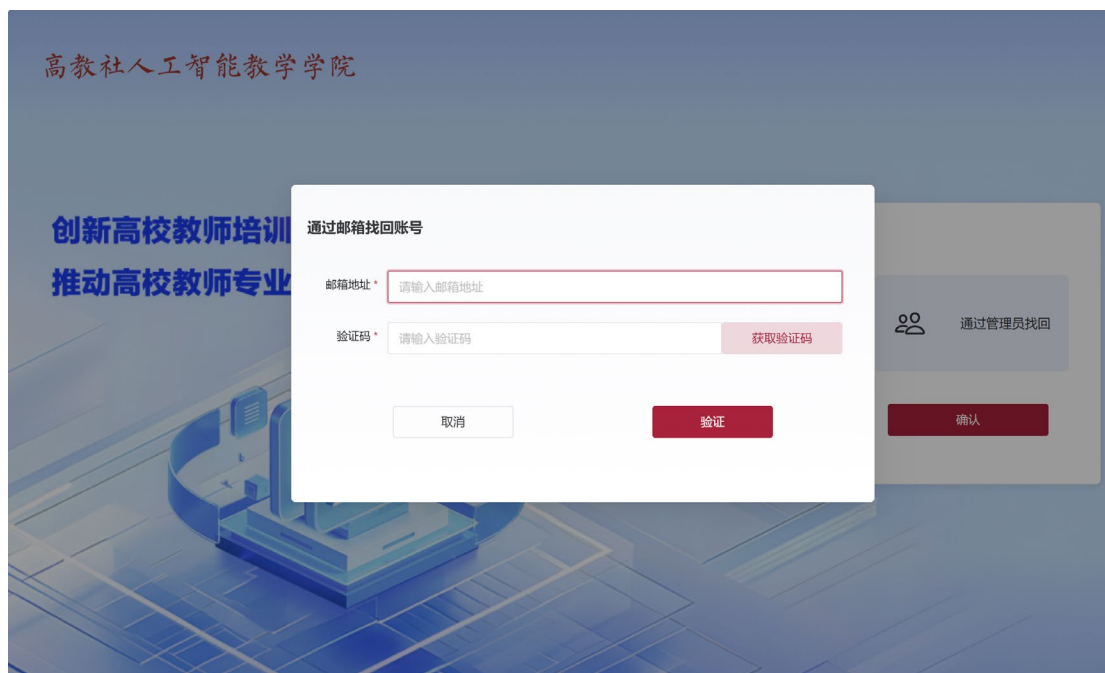 高教社人工智能教学学院
创新高校教师培训
推动高校教师专业
通过邮箱找回账号
邮箱地址 *
请输入邮箱地址
验证码 *
请输入验证码
获取验证码
取消
验证
通过管理员找回
确认